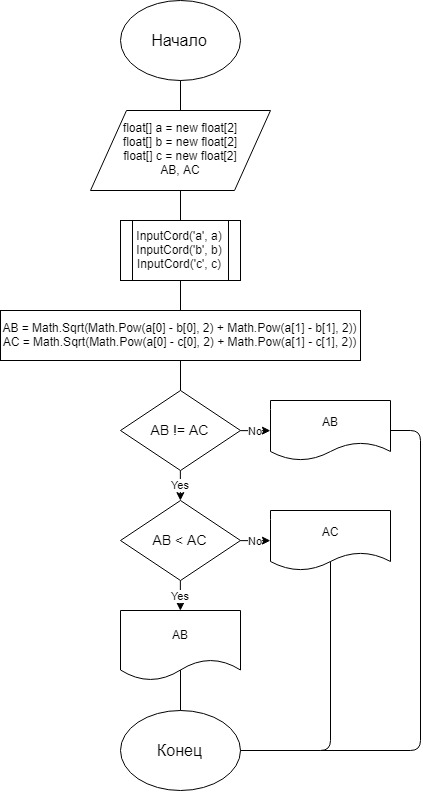 Начало
float[] a = new float[2]
float[] b = new float[2]
float[] c = new float[2]
AB, AC
InputCord('a', a)
InputCord('b', b)
InputCord('c', c)
AB = Math.Sqrt(Math.Pow(a[0] - b[0], 2) + Math.Pow(a[1] - b[1], 2))
AC = Math.Sqrt(Math.Pow(a[0] - c[0], 2) + Math.Pow(a[1] - c[1], 2))
AB != AC
No
AB
Yes
AB < AC
No
AC
Yes
AB
Конец